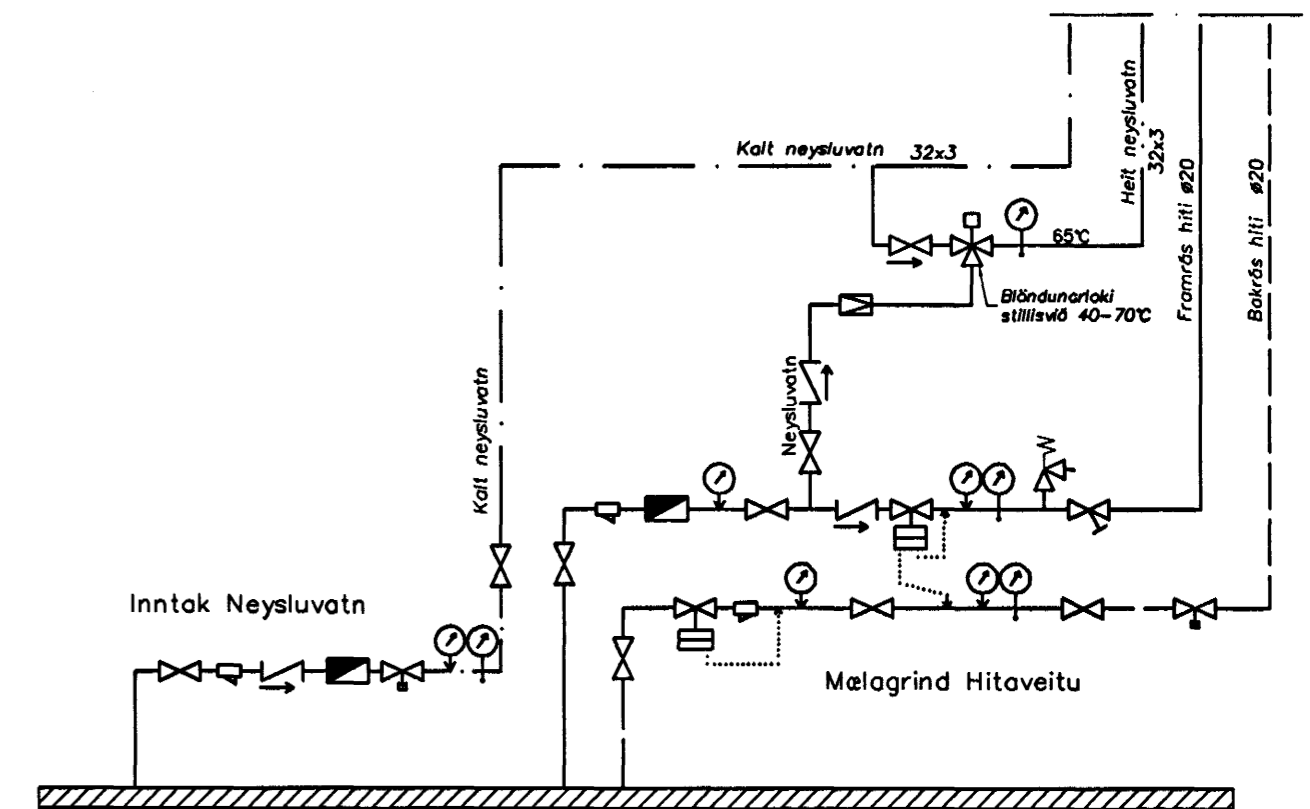 Kalt neysluvatn 32x3
Heit neysluvatn
32x3
Framrás hiti ø20
Bakrás hiti ø20
65°C
Blöndunarloki
stillisvið 40-70°C
Kalt neysluvatn
Neysluvatn
Inntak Neysluvatn
Mælagrind Hitaveitu